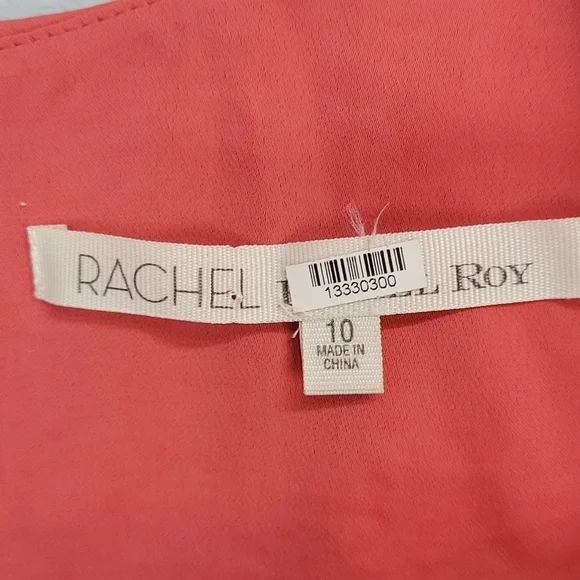 RACHEL ROY
13330300
10
MADE IN
CHINA